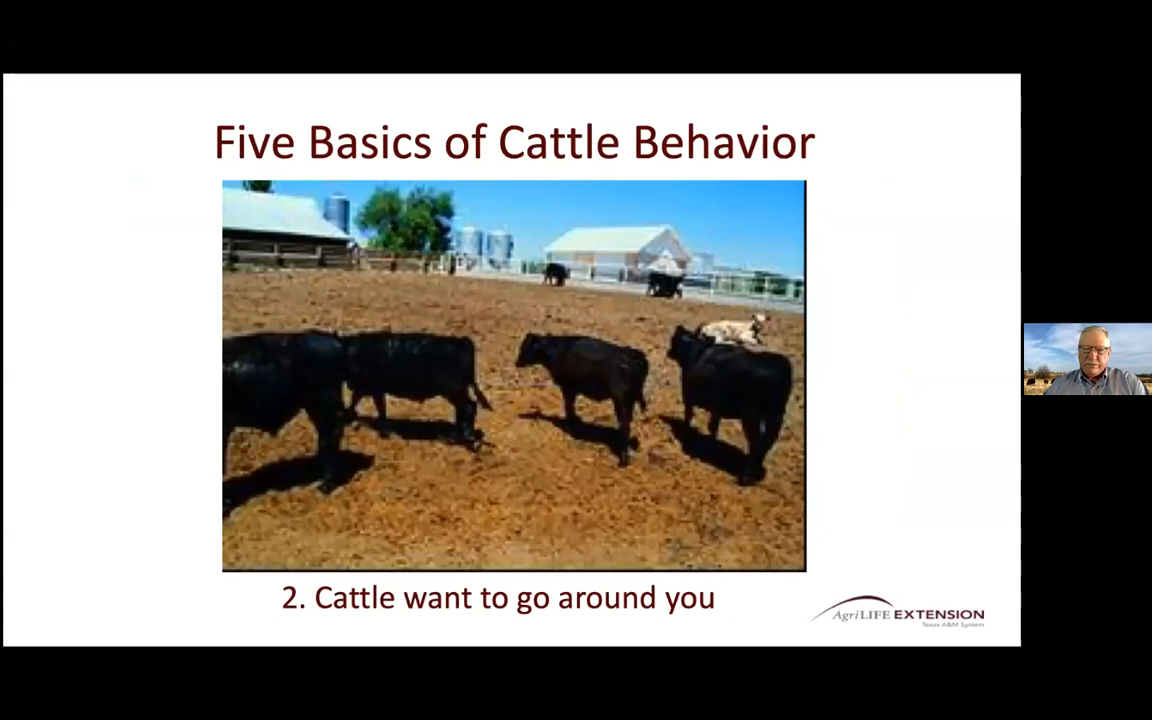 Five Basics of Cattle Behavior
2. Cattle want to go around you
AgriLIFE EXTENSION
Texas A&M System